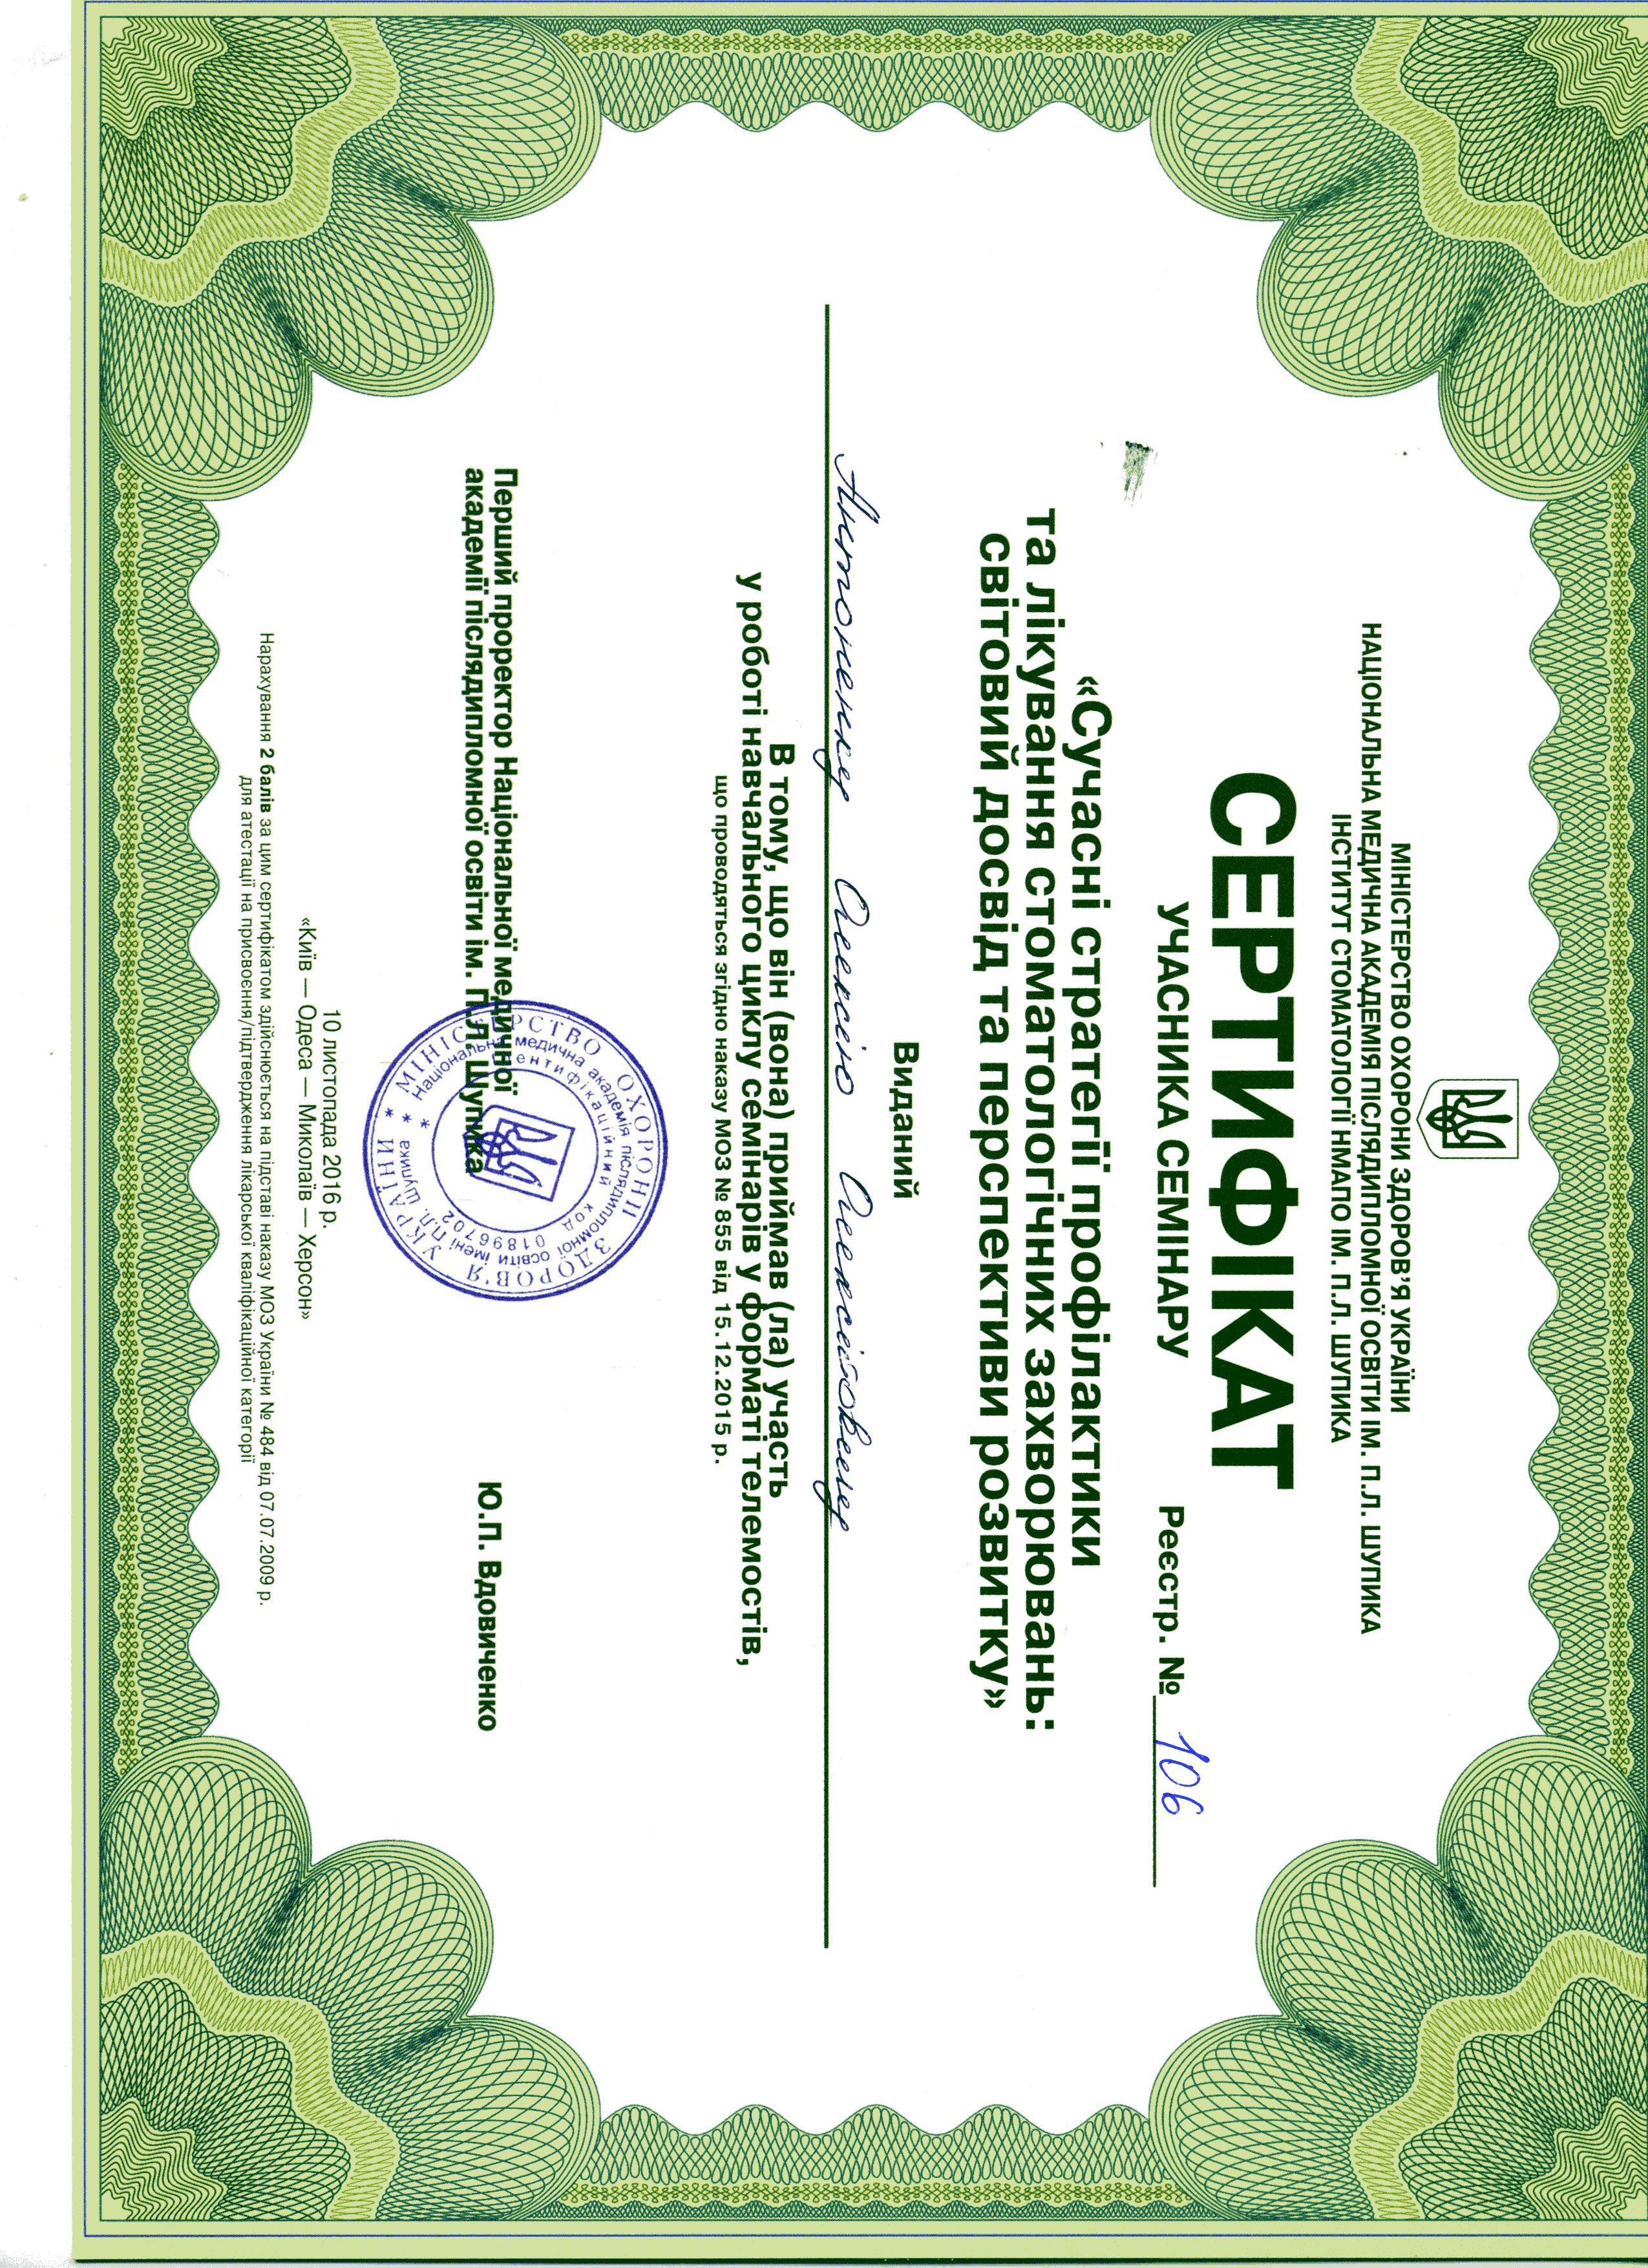 МІНІСТЕРСТВО ОХОРОНИ ЗДОРОВ’Я УКРАЇНИ
НАЦІОНАЛЬНА МЕДИЧНА АКАДЕМІЯ ПІСЛЯДИПЛОМНОЇ ОСВІТИ ІМ. П.Л. ШУПИКА
ІНСТИТУТ СТОМАТОЛОГІЇ НМАПО ІМ. П.Л. ШУПИКА
СЕРТИФІКАТ
УЧАСНИКА СЕМІНАРУ
Реєстр. № 106
«Сучасні стратегії профілактики
та лікування стоматологічних захворювань:
світовий досвід та перспективи розвитку»
Виданий
Антоненку Олексію Олексійовичу
В тому, що він (вона) приймав (ла) участь
у роботі навчального циклу семінарів у форматі телемостів,
що проводяться згідно наказу МОЗ № 855 від 15.12.2015 р.
Перший проректор Національної медичної
академії післядипломної освіти ім. П.Л. Шупика
Ю.П. Вдовиченко
МІНІСТЕРСТВО ОХОРОНИ ЗДОРОВ'Я УКРАЇНИ
Національна медична академія післядипломної освіти імені П.Л. Шупика
Ідентифікаційний код 01896702
10 листопада 2016 р.
«Київ — Одеса — Миколаїв — Херсон»
Нарахування 2 балів за цим сертифікатом здійснюється на підставі наказу МОЗ України № 484 від 07.07.2009 р.
для атестації на присвоєння/підтвердження лікарської кваліфікаційної категорії